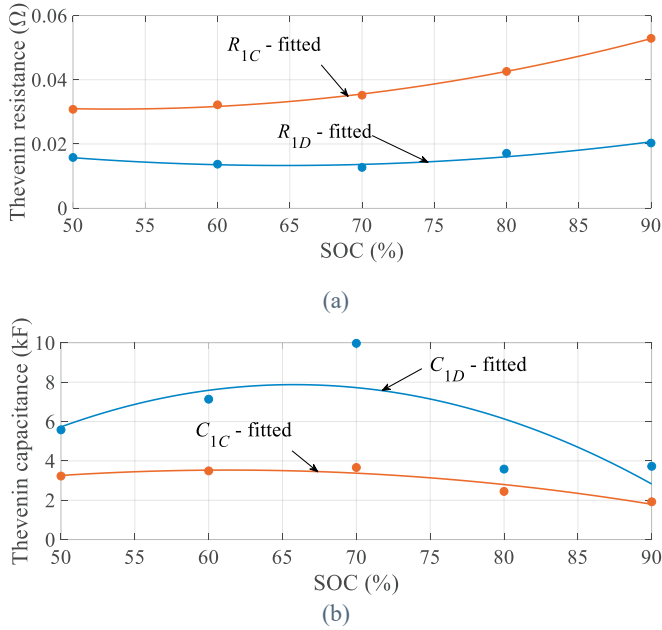 Thevenin resistance (Ω)
0.06
0.04
0.02
0
R1C - fitted
R1D - fitted
50 55 60 65 70 75 80 85 90
SOC (%)
(a)
Thevenin capacitance (kF)
10
8
6
4
2
0
C1D - fitted
C1C - fitted
50 55 60 65 70 75 80 85 90
SOC (%)
(b)